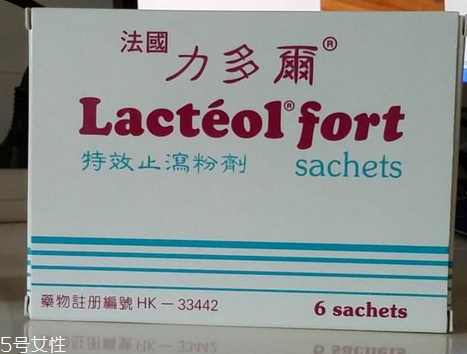 法國 力多爾®
Lactéol® fort
特效止瀉粉劑 sachets
藥物註册編號 HK - 33442
6 sachets
5号女性